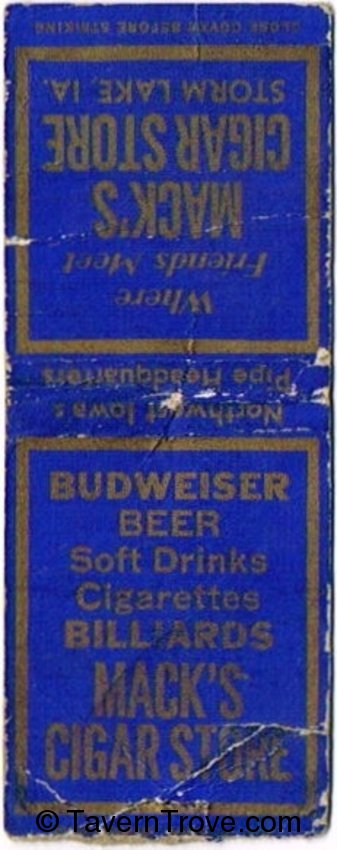 CLOSE COVER BEFORE STRIKING
Where
Friends Meet
MACK'S
CIGAR STORE
STORM LAKE, IA.
Northwest Iowa's
Pipe Headquarters
BUDWEISER
BEER
Soft Drinks
Cigarettes
BILLIARDS
MACK'S
CIGAR STORE
© TavernTrove.com